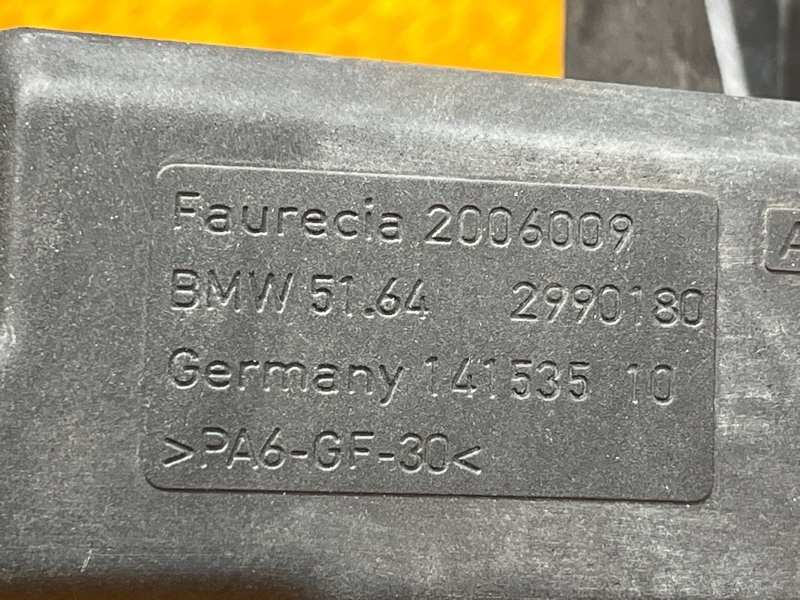 Faurecia 2006009
BMW 51.64 2990180
Germany 141535 10
>PA6-GF-30<
A